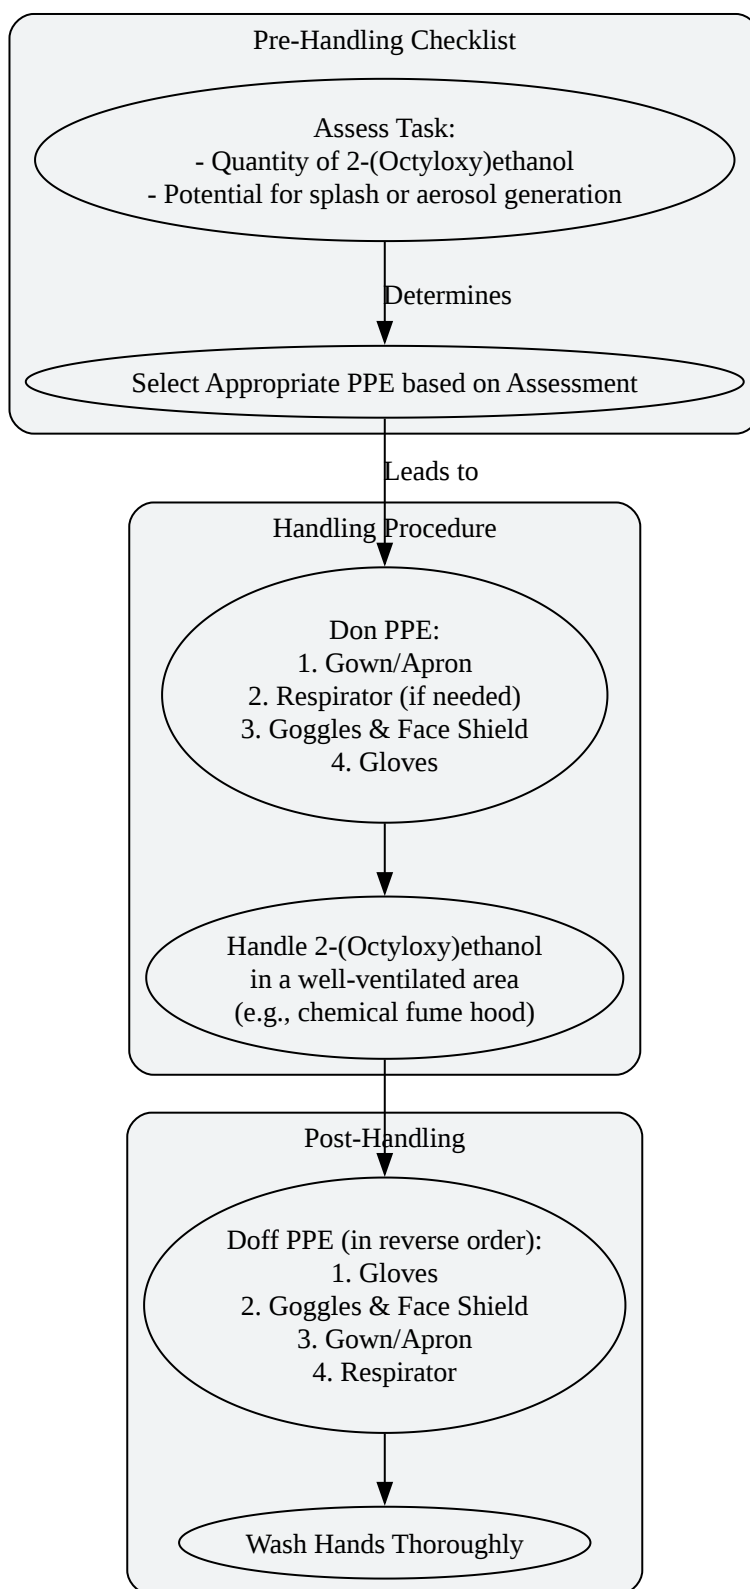 Pre-Handling Checklist
Assess Task:
- Quantity of 2-(Octyloxy)ethanol
- Potential for splash or aerosol generation
Determines
Select Appropriate PPE based on Assessment
Leads to
Handling Procedure
Don PPE:
1. Gown/Apron
2. Respirator (if needed)
3. Goggles & Face Shield
4. Gloves
Handle 2-(Octyloxy)ethanol
in a well-ventilated area
(e.g., chemical fume hood)
Post-Handling
Doff PPE (in reverse order):
1. Gloves
2. Goggles & Face Shield
3. Gown/Apron
4. Respirator
Wash Hands Thoroughly